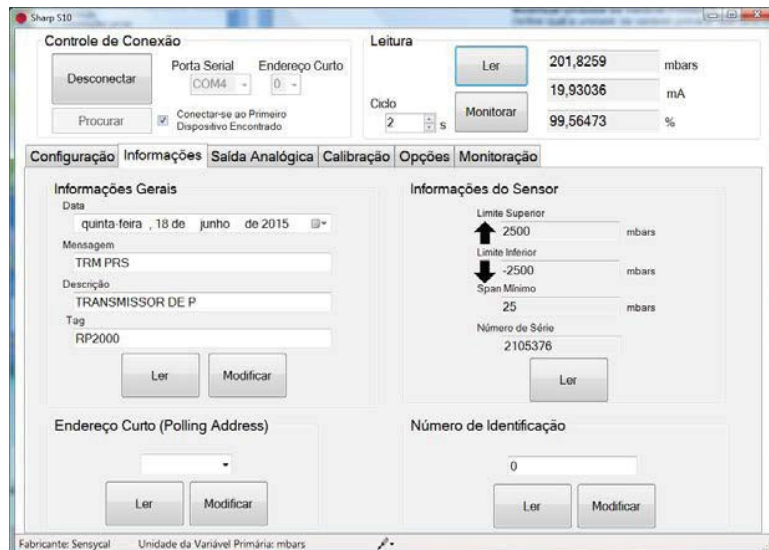 Sharp S10
Controle de Conexão
Desconectar
Porta Serial Endereço Curto
COM4 0
Procurar
Conectar-se ao Primeiro
Dispositivo Encontrado
Leitura
Ler
201,8259 mbars
19,93036 mA
Ciclo
2 s
Monitorar
99,56473 %
Configuração Informações Saída Analógica Calibração Opções Monitoração
Informações Gerais
Data
quinta-feira , 18 de junho de 2015
Mensagem
TRM PRS
Descrição
TRANSMISSOR DE P
Tag
RP2000
Ler Modificar
Informações do Sensor
Limite Superior
2500 mbars
Limite Inferior
-2500 mbars
Span Mínimo
25 mbars
Número de Série
2105376
Ler
Endereço Curto (Polling Address)
Ler Modificar
Número de Identificação
0
Ler Modificar
Fabricante: Sensycal Unidade da Variável Primária: mbars